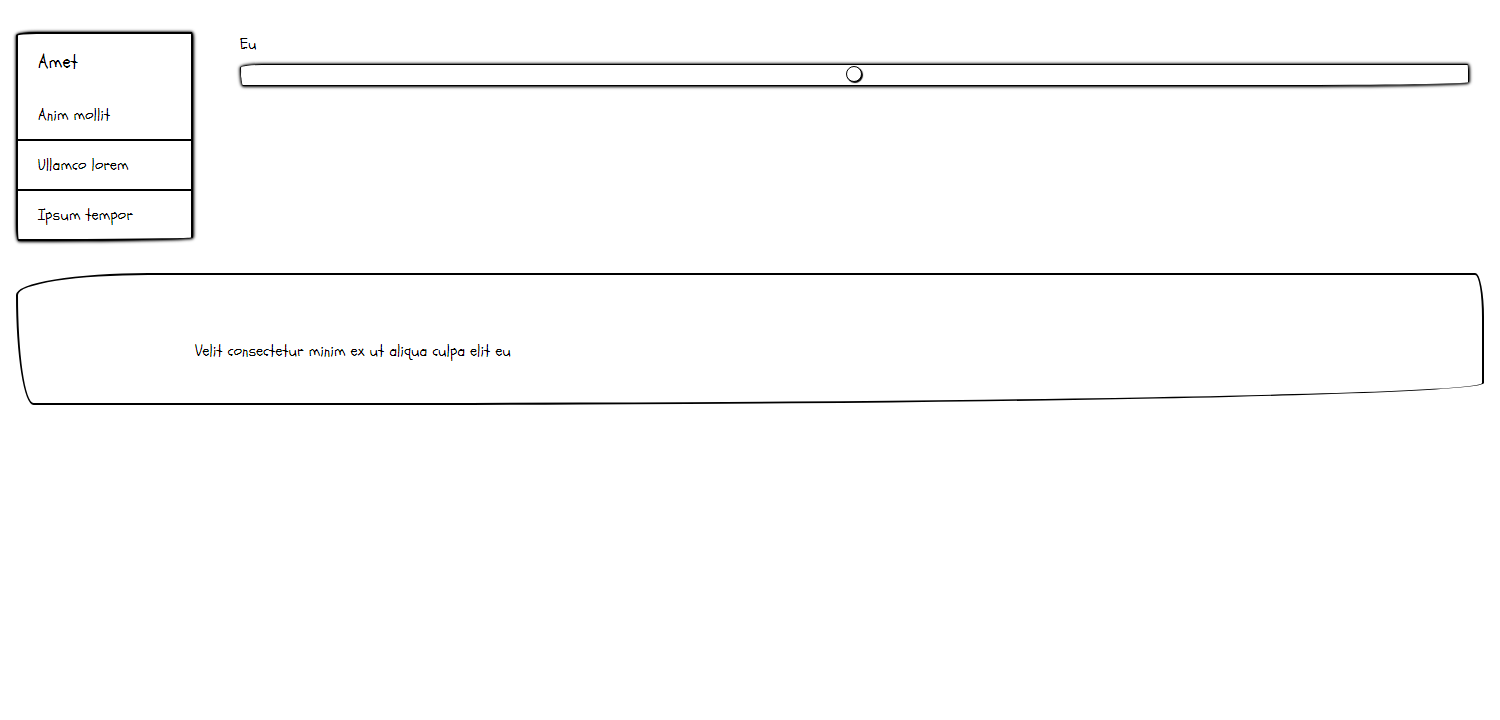 Amet
Anim mollit
Ullamco lorem
Ipsum tempor
Eu
Velit consectetur minim ex ut aliqua culpa elit eu